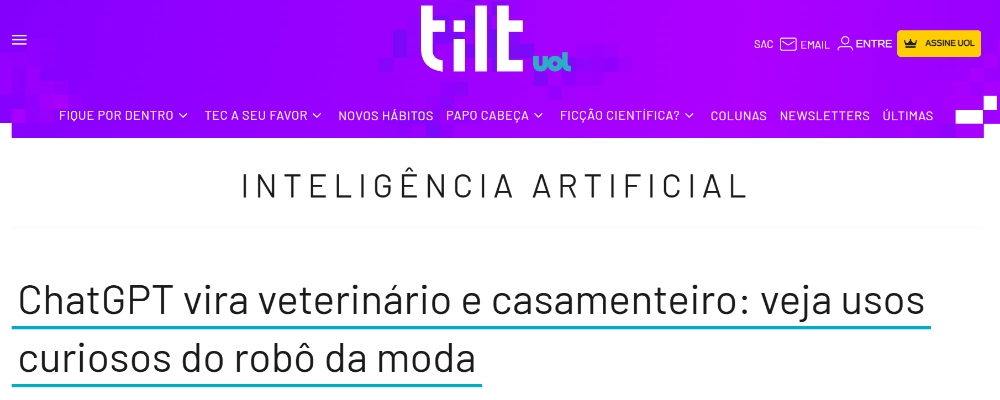 tilt uol
SAC EMAIL ENTRE ASSINE UOL
FIQUE POR DENTRO TEC A SEU FAVOR NOVOS HÁBITOS PAPO CABEÇA FICÇÃO CIENTÍFICA? COLUNAS NEWSLETTERS ÚLTIMAS
INTELIGÊNCIA ARTIFICIAL
ChatGPT vira veterinário e casamenteiro: veja usos
curiosos do robô da moda